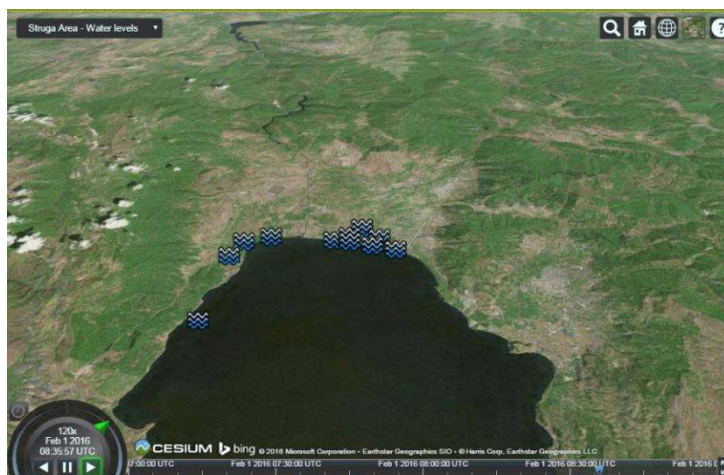 Struga Area - Water levels
?
120x
Feb 1 2016
08:35:57 UTC
CESIUM bing © 2016 Microsoft Corporation - Earthstar Geographics SIO - © Harris Corp, Earthstar Geographics LLC
7:00:00 UTC Feb 1 2016 07:30:00 UTC Feb 1 2016 08:00:00 UTC Feb 1 2016 08:30:00 UTC